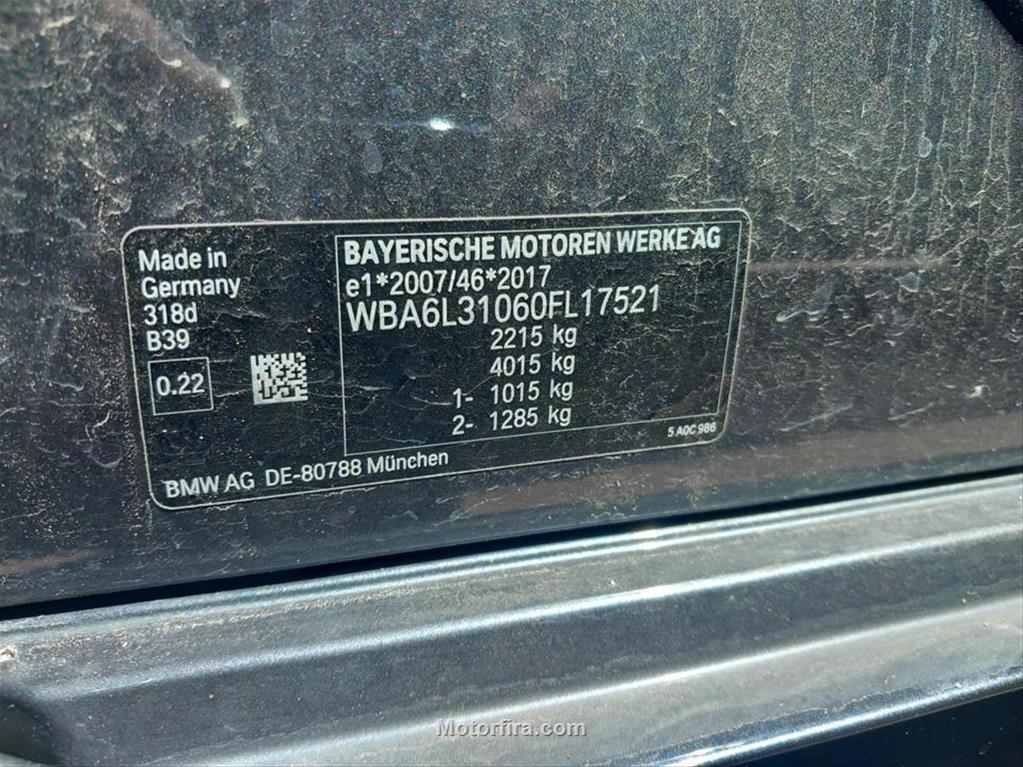 Made in
Germany
318d
B39
0.22
BAYERISCHE MOTOREN WERKE AG
e1*2007/46*2017
WBA6L31060FL17521
2215 kg
4015 kg
1- 1015 kg
2- 1285 kg
5 A0C 986
BMW AG DE-80788 München
Motorfira.com